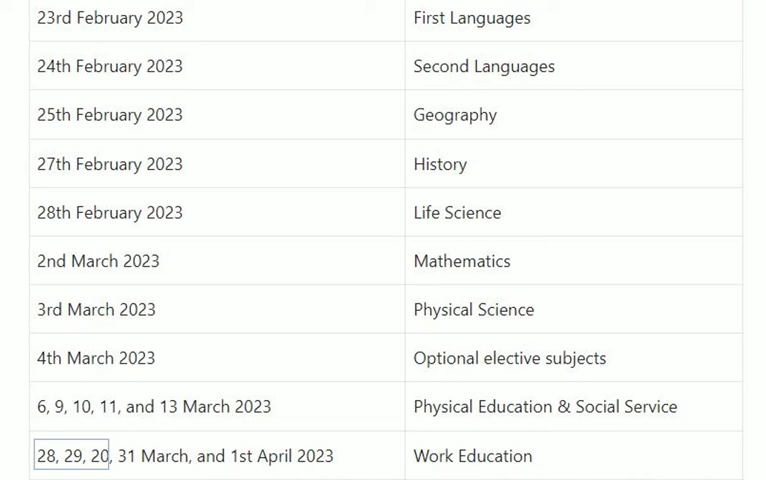 23rd February 2023 First Languages
24th February 2023 Second Languages
25th February 2023 Geography
27th February 2023 History
28th February 2023 Life Science
2nd March 2023 Mathematics
3rd March 2023 Physical Science
4th March 2023 Optional elective subjects
6, 9, 10, 11, and 13 March 2023 Physical Education & Social Service
28, 29, 20, 31 March, and 1st April 2023 Work Education